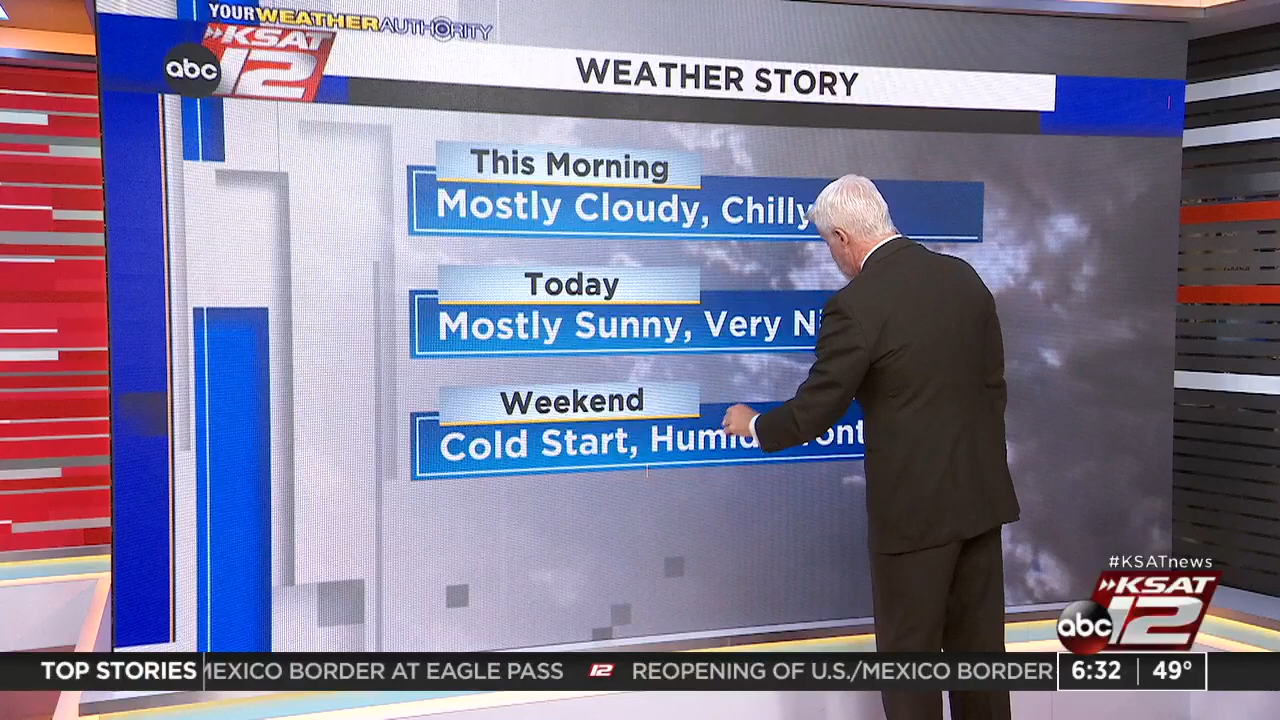 YOUR WEATHER AUTHORITY
KSAT
abc 12
WEATHER STORY
This Morning
Mostly Cloudy, Chilly
Today
Mostly Sunny, Very
Weekend
Cold Start,
#KSATnews
KSAT
abc 12
TOP STORIES MEXICO BORDER AT EAGLE PASS 12 REOPENING OF U.S./MEXICO BORDER 6:32 49°